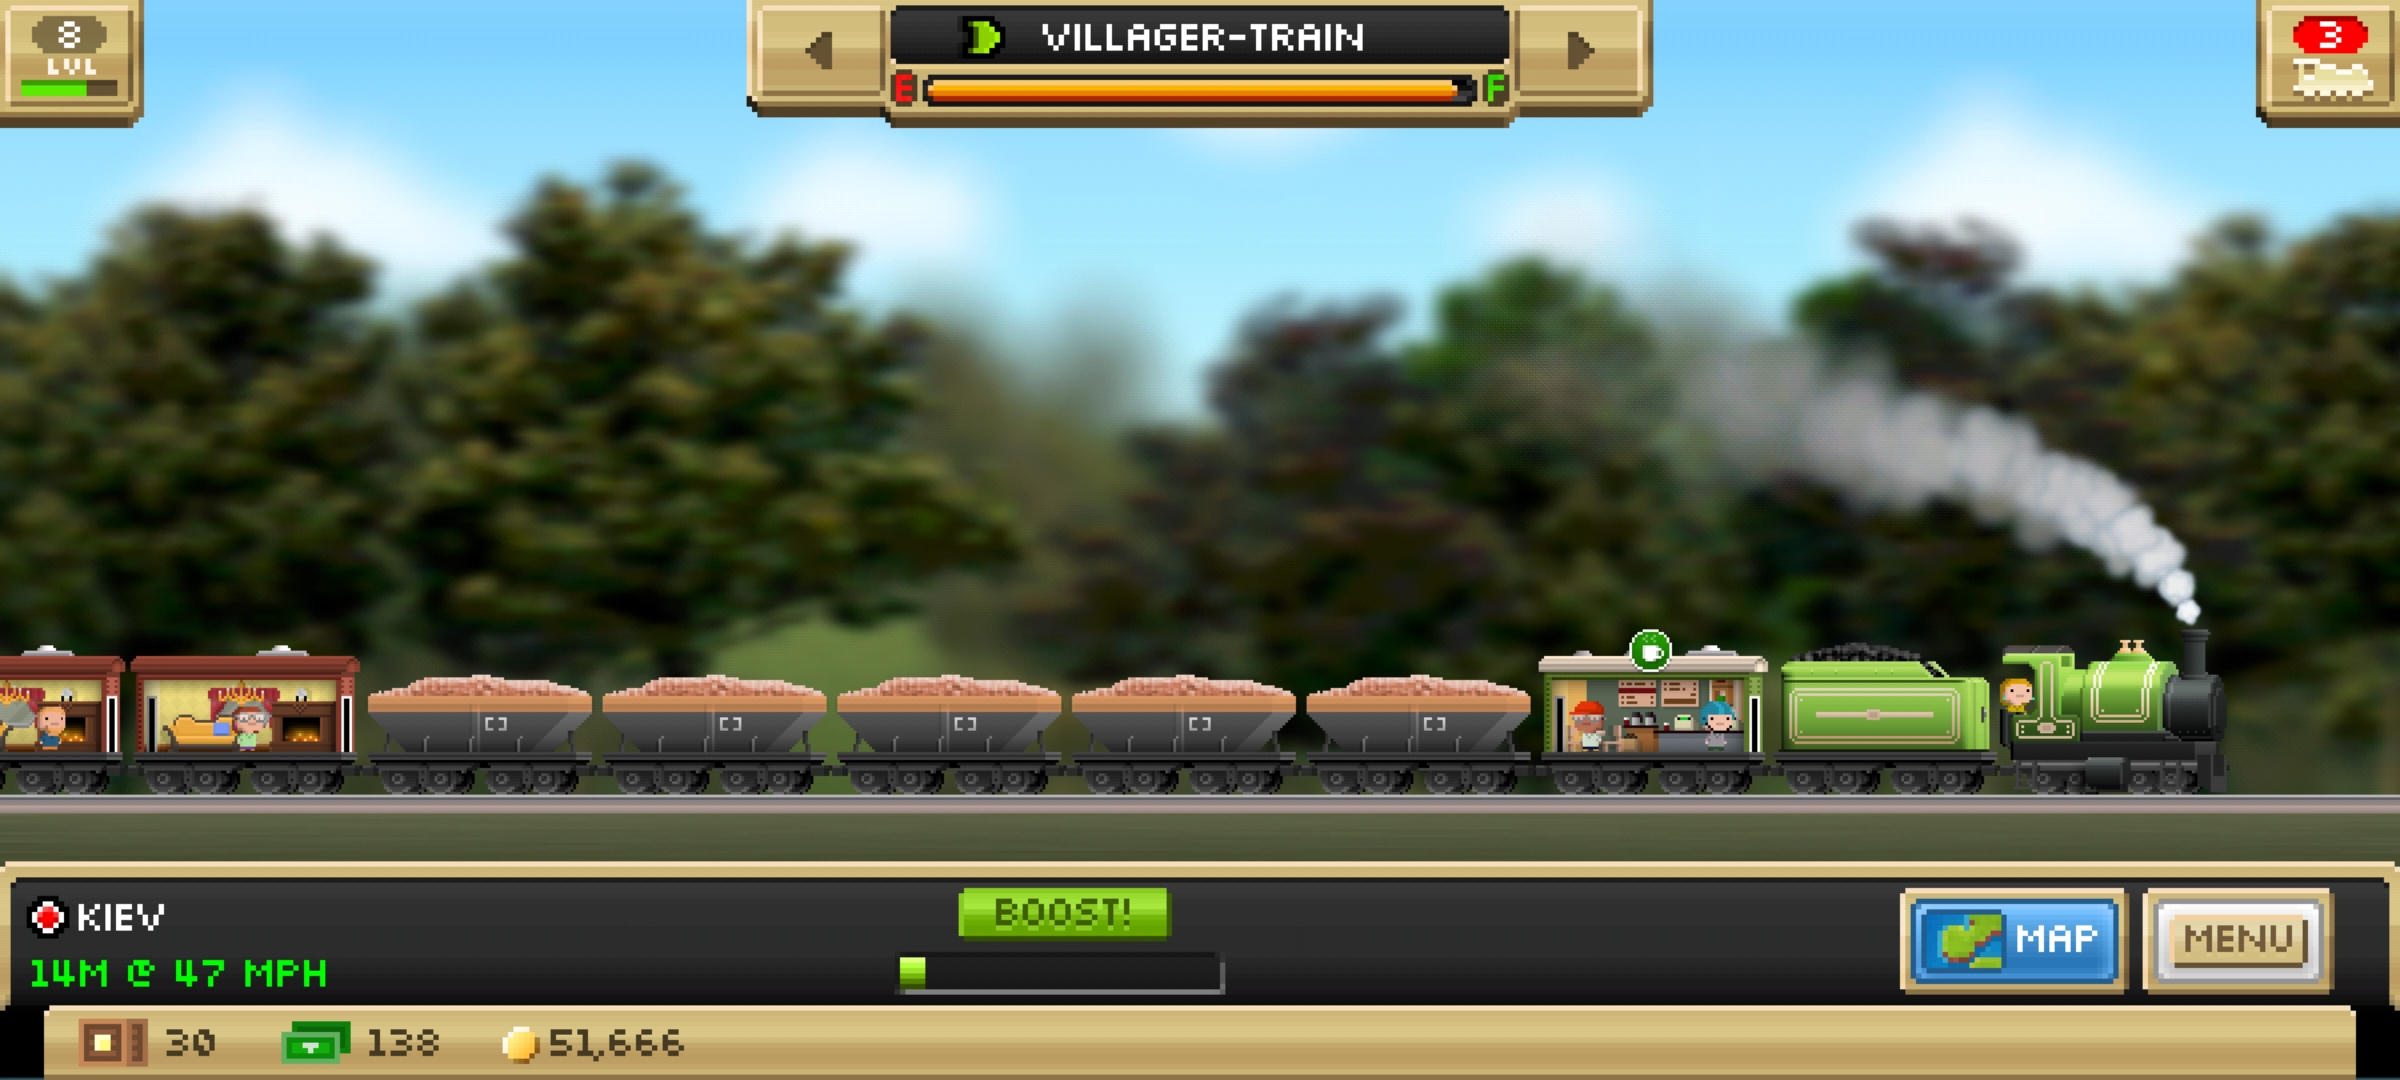 8
LVL
VILLAGER-TRAIN
E F
3
KIEV
14M @ 47 MPH
BOOST!
MAP
MENU
30
138
51,666